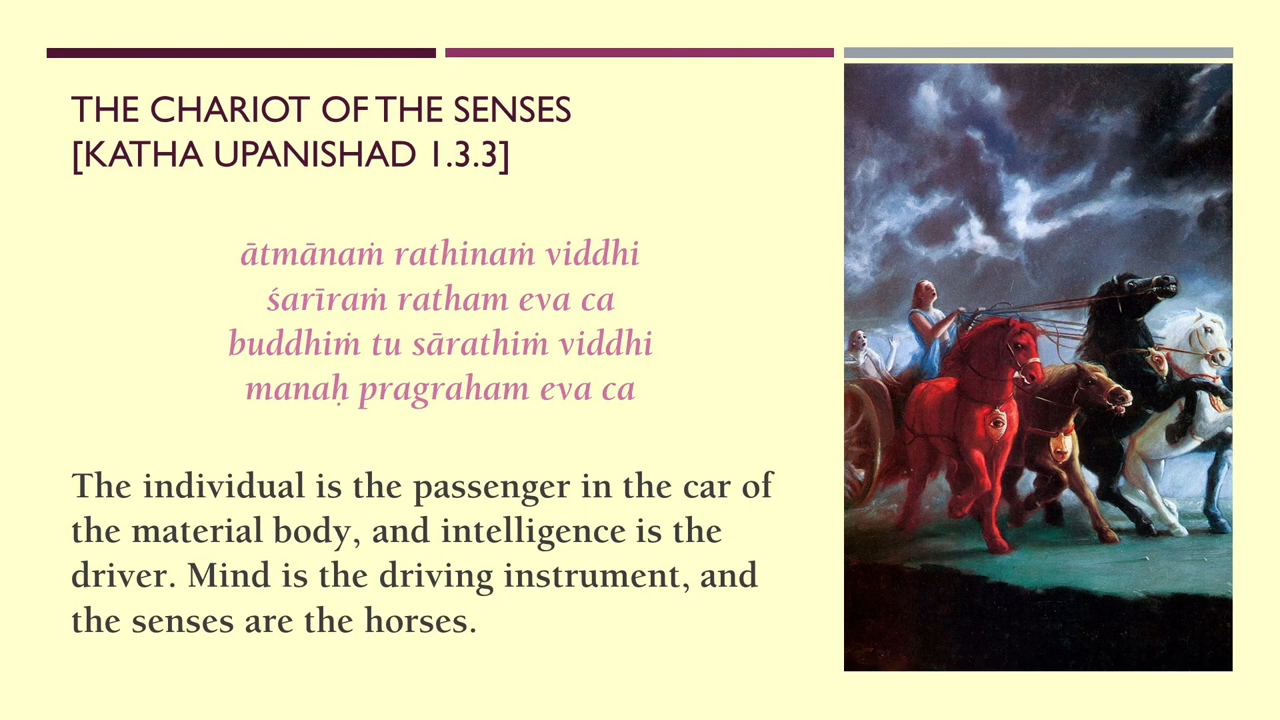 THE CHARIOT OF THE SENSES
[KATHA UPANISHAD 1.3.3]
ātmānaṁ rathinaṁ viddhi
śarīraṁ ratham eva ca
buddhiṁ tu sārathiṁ viddhi
manaḥ pragraham eva ca
The individual is the passenger in the car of
the material body, and intelligence is the
driver. Mind is the driving instrument, and
the senses are the horses.